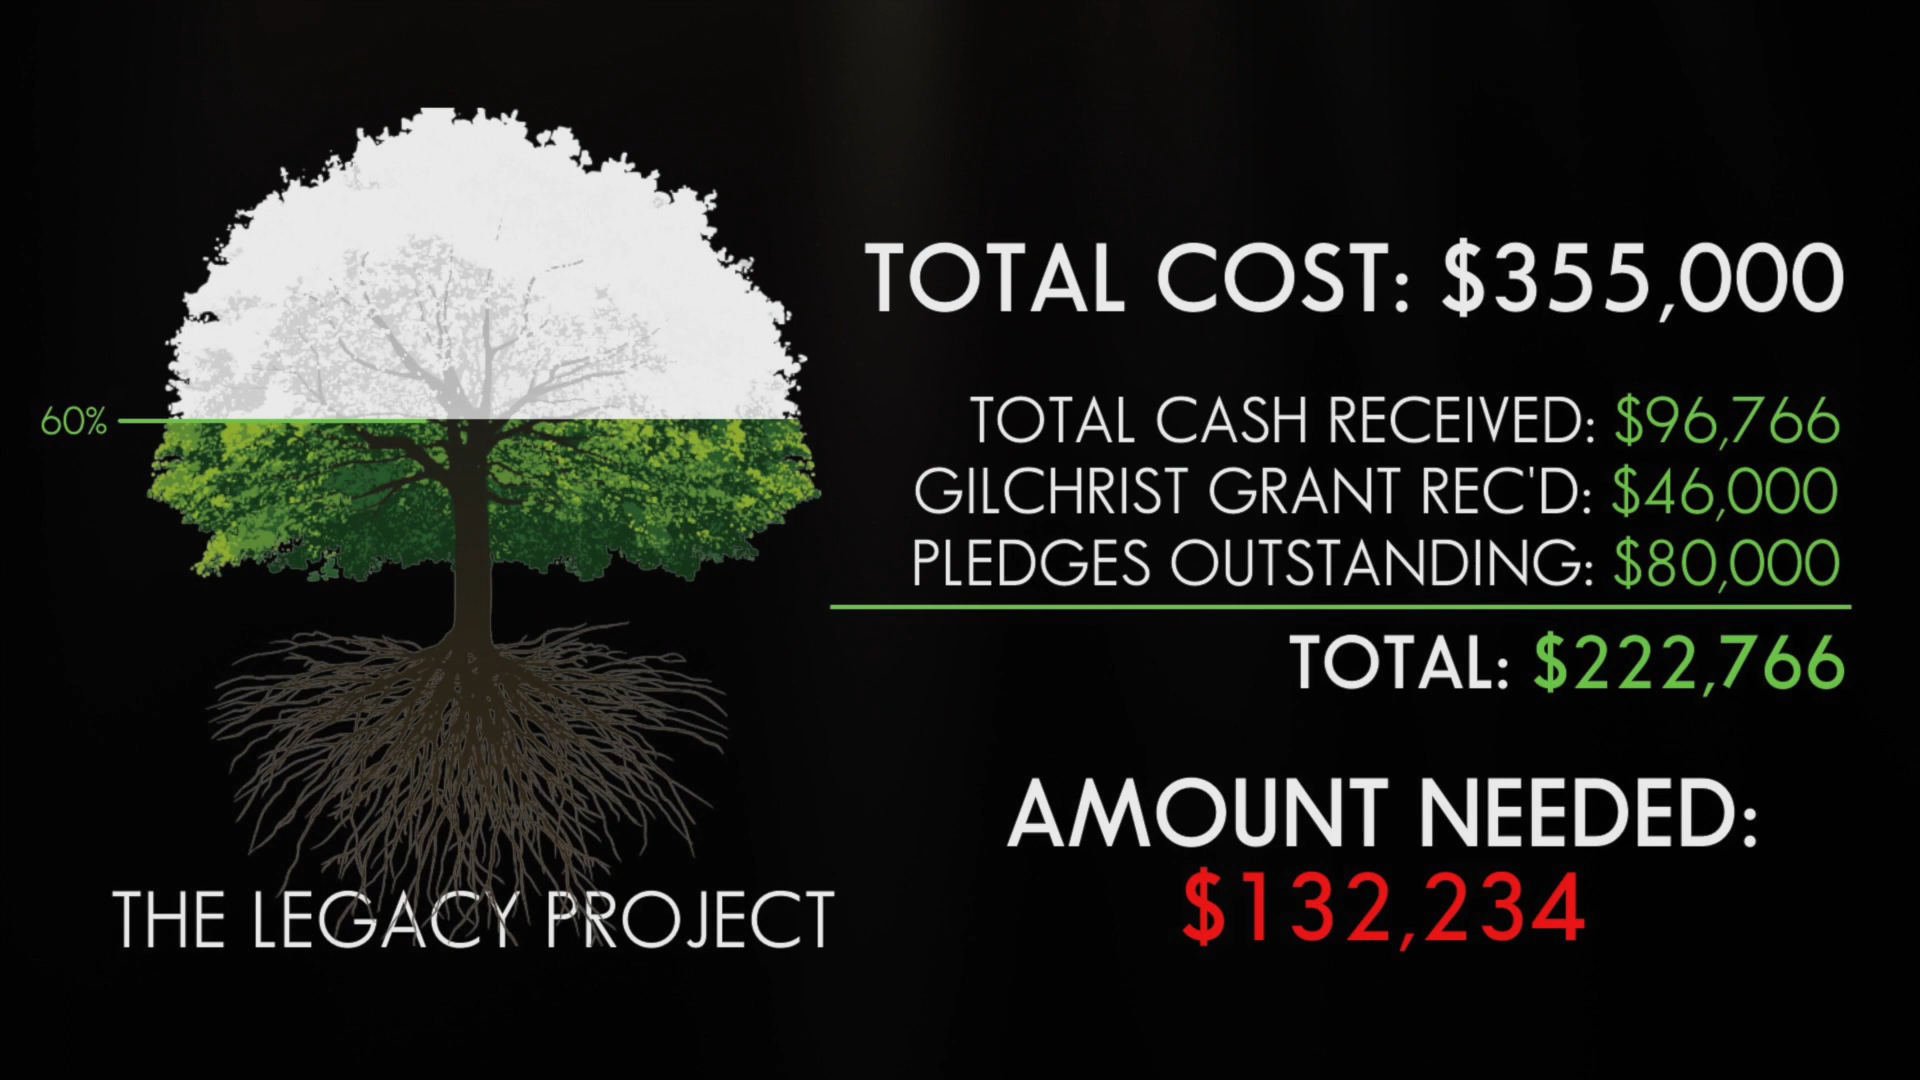 TOTAL COST: $355,000
60%
TOTAL CASH RECEIVED: $96,766
GILCHRIST GRANT REC'D: $46,000
PLEDGES OUTSTANDING: $80,000
TOTAL: $222,766
AMOUNT NEEDED:
$132,234
THE LEGACY PROJECT